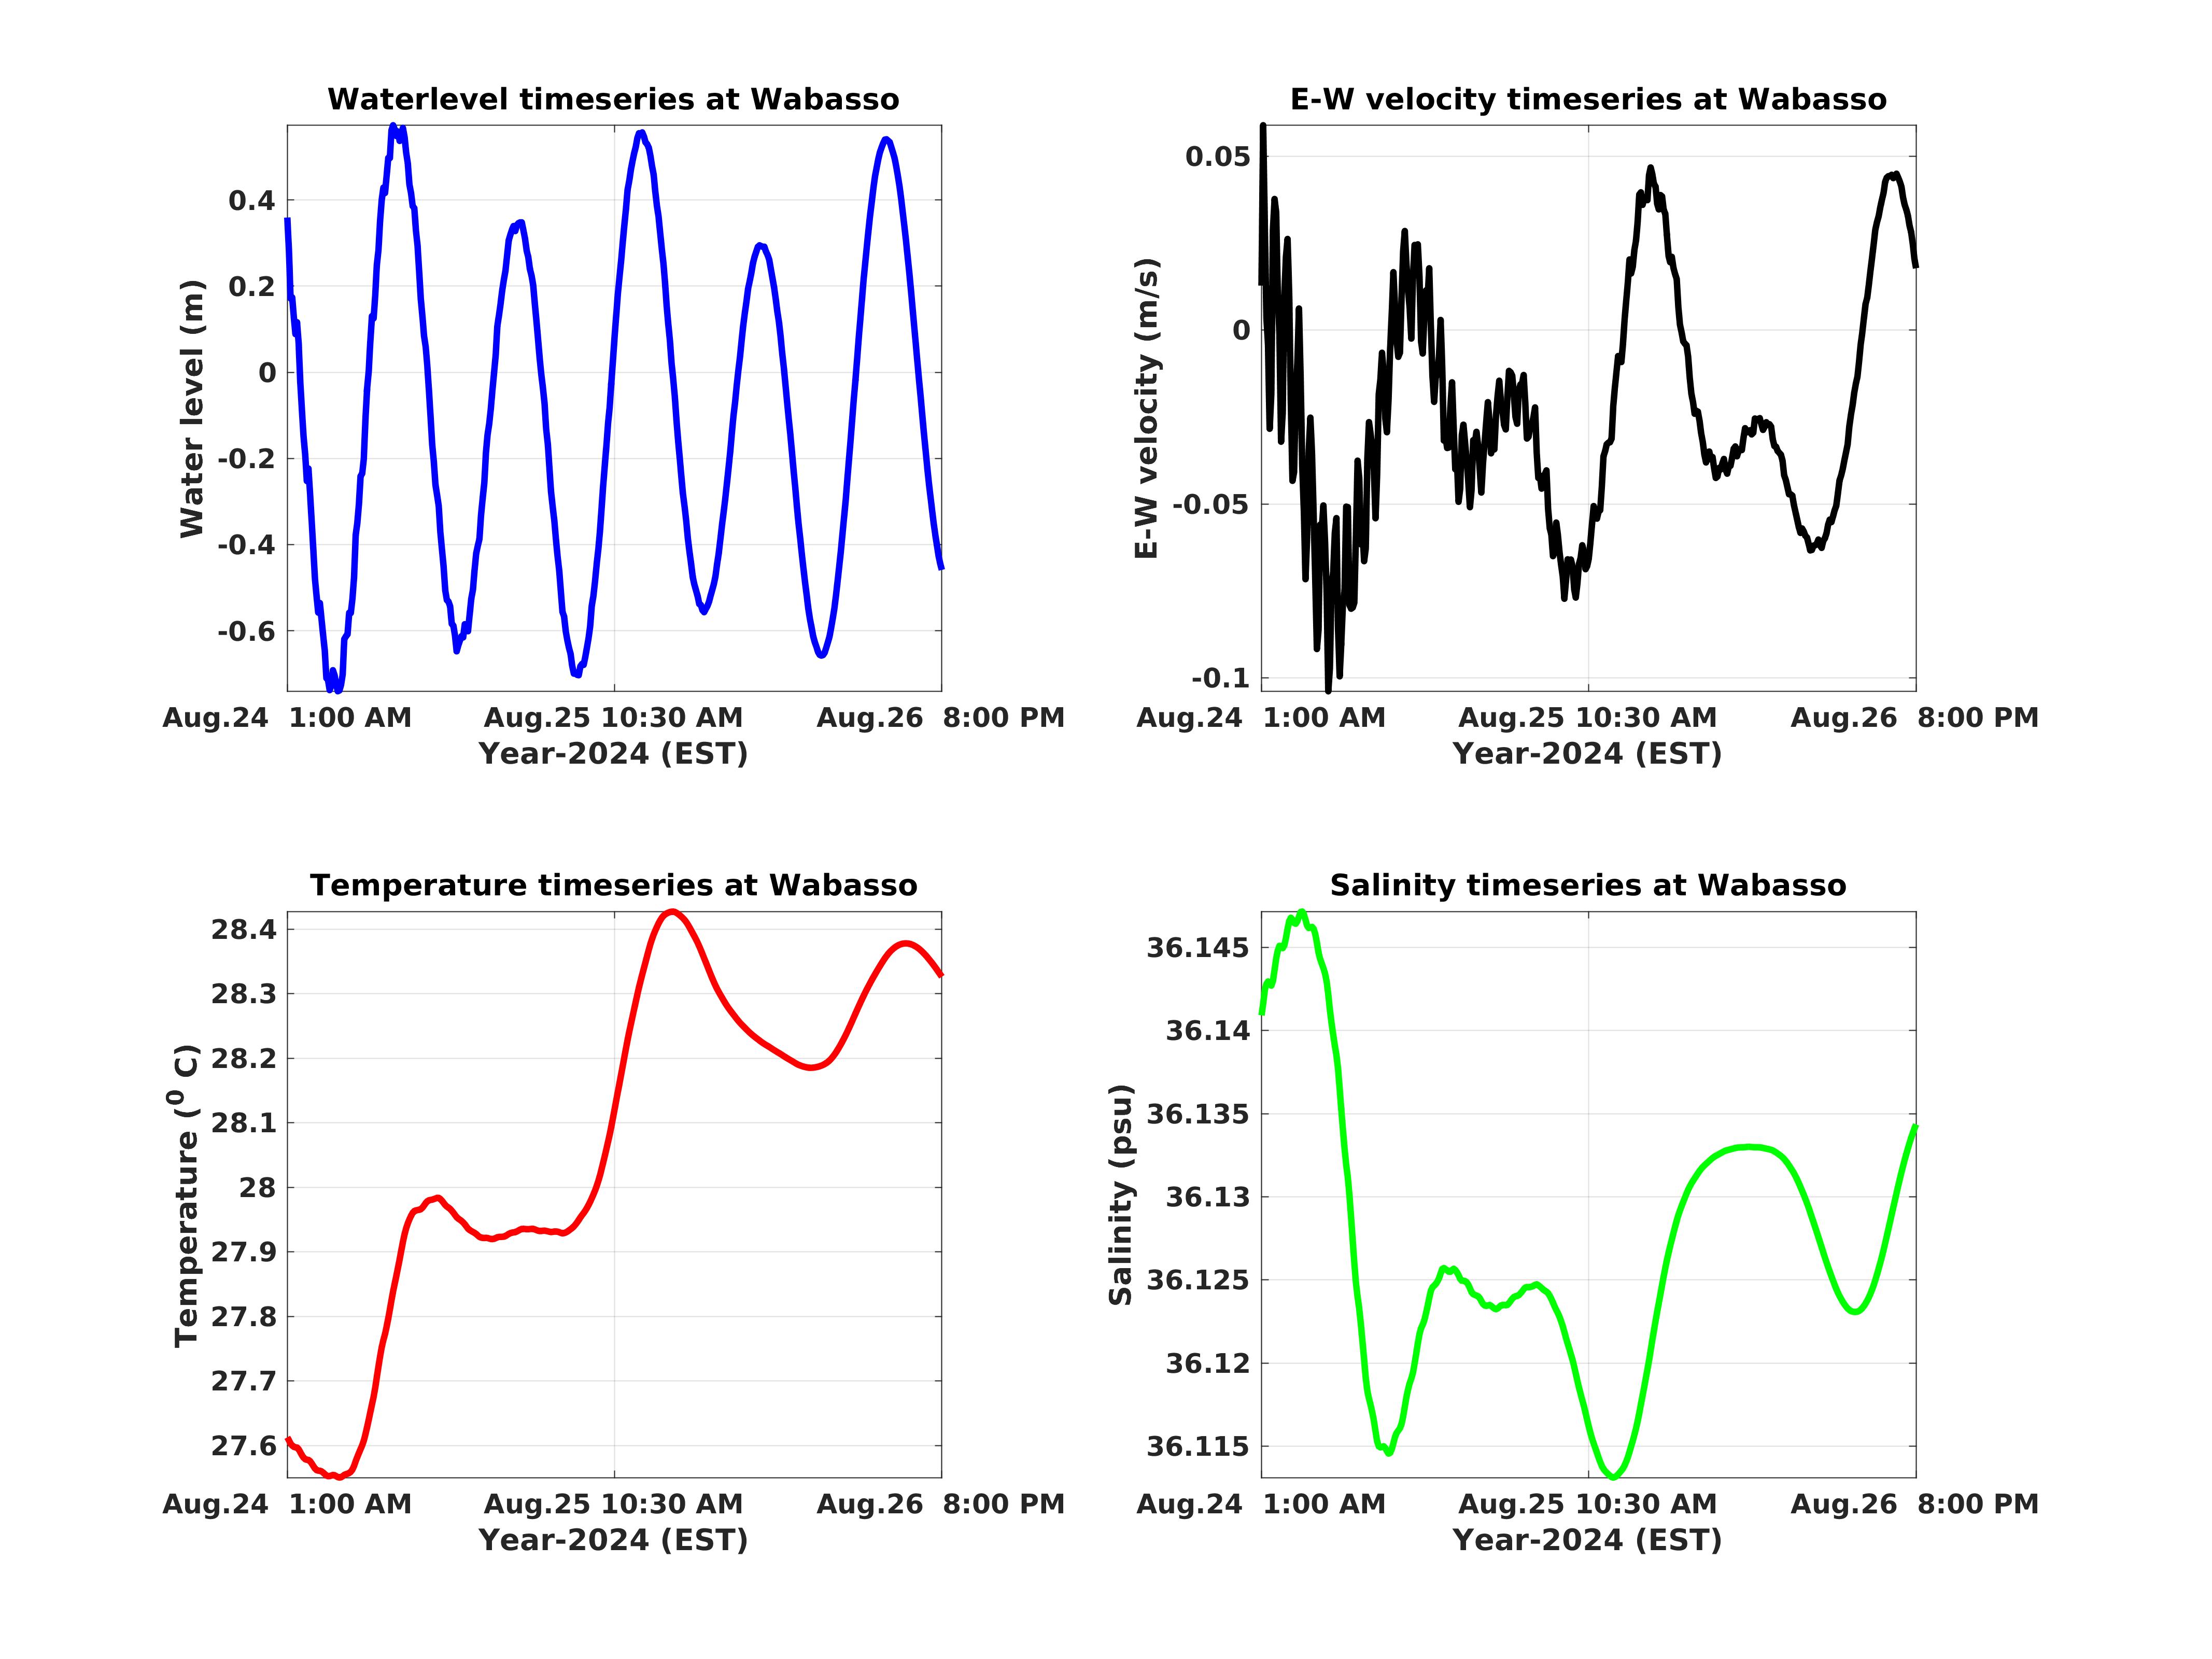 Waterlevel timeseries at Wabasso
0.4
0.2
0
-0.2
-0.4
-0.6
Water level (m)
Aug.24 1:00 AM
Aug.25 10:30 AM
Aug.26 8:00 PM
Year-2024 (EST)
E-W velocity timeseries at Wabasso
0.05
0
-0.05
-0.1
E-W velocity (m/s)
Aug.24 1:00 AM
Aug.25 10:30 AM
Aug.26 8:00 PM
Year-2024 (EST)
Temperature timeseries at Wabasso
28.4
28.3
28.2
28.1
28
27.9
27.8
27.7
27.6
Temperature (⁰ C)
Aug.24 1:00 AM
Aug.25 10:30 AM
Aug.26 8:00 PM
Year-2024 (EST)
Salinity timeseries at Wabasso
36.145
36.14
36.135
36.13
36.125
36.12
36.115
Salinity (psu)
Aug.24 1:00 AM
Aug.25 10:30 AM
Aug.26 8:00 PM
Year-2024 (EST)